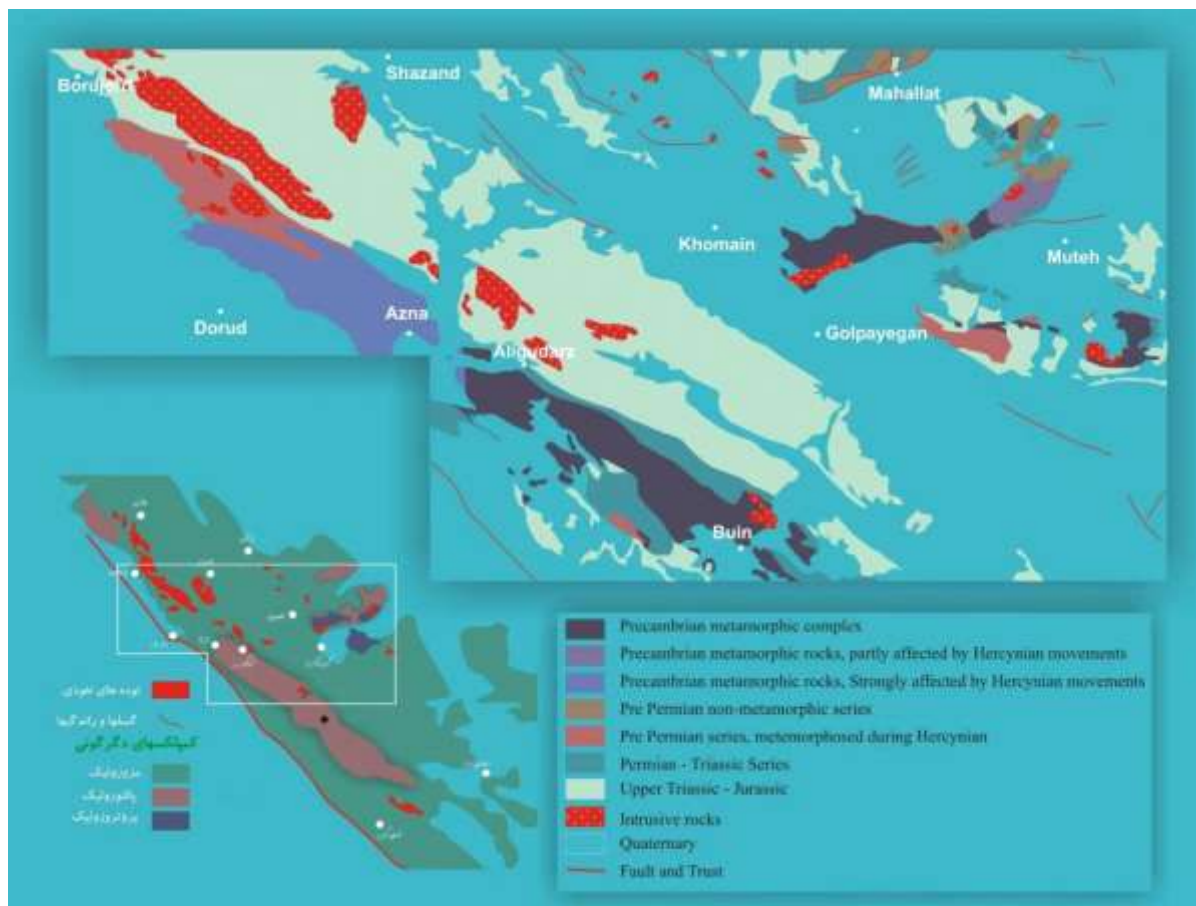 Borujerd
Shazand
Mahallat
Khomain
Muteh
Dorud
Azna
Golpayegan
Aligudarz
Buin
توده های نفوذی
گسلها و راندگیها
کمپلکسهای دگرگونی
مزوزوئیک
پالئوزوئیک
پروتروزوئیک
Precambrian metamorphic complex
Precambrian metamorphic rocks, partly affected by Hercynian movements
Precambrian metamorphic rocks, Strongly affected by Hercynian movements
Pre Permian non-metamorphic series
Pre Permian series, metemorphosed during Hercynian
Permian - Triassic Series
Upper Triassic - Jurassic
Intrusive rocks
Quaternary
Fault and Trust